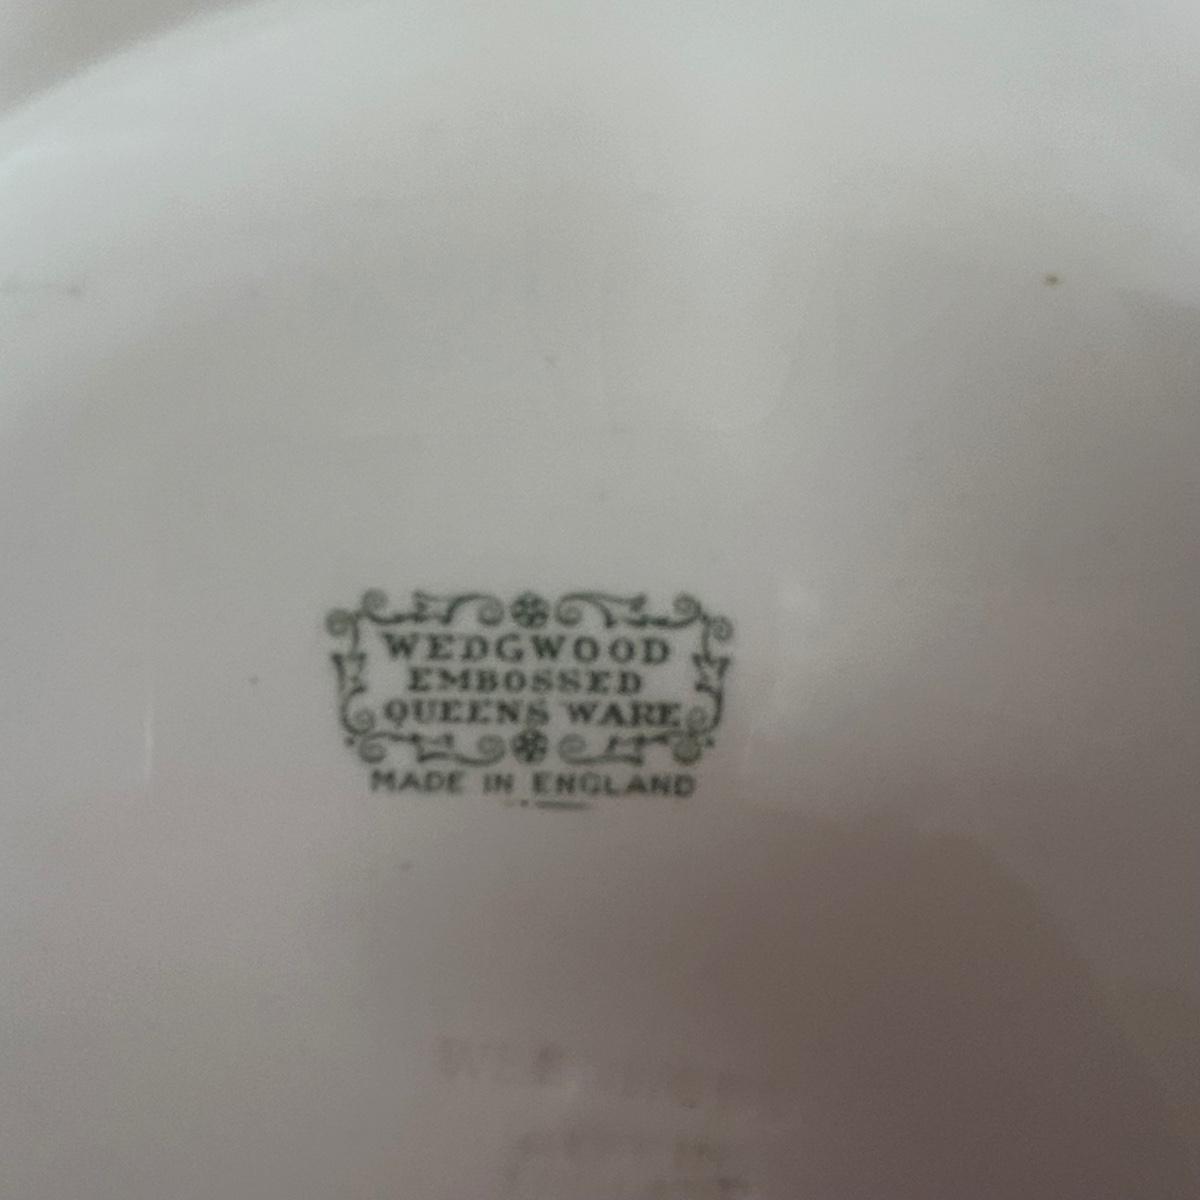 WEDGWOOD
EMBOSSED
QUEENS WARE
MADE IN ENGLAND